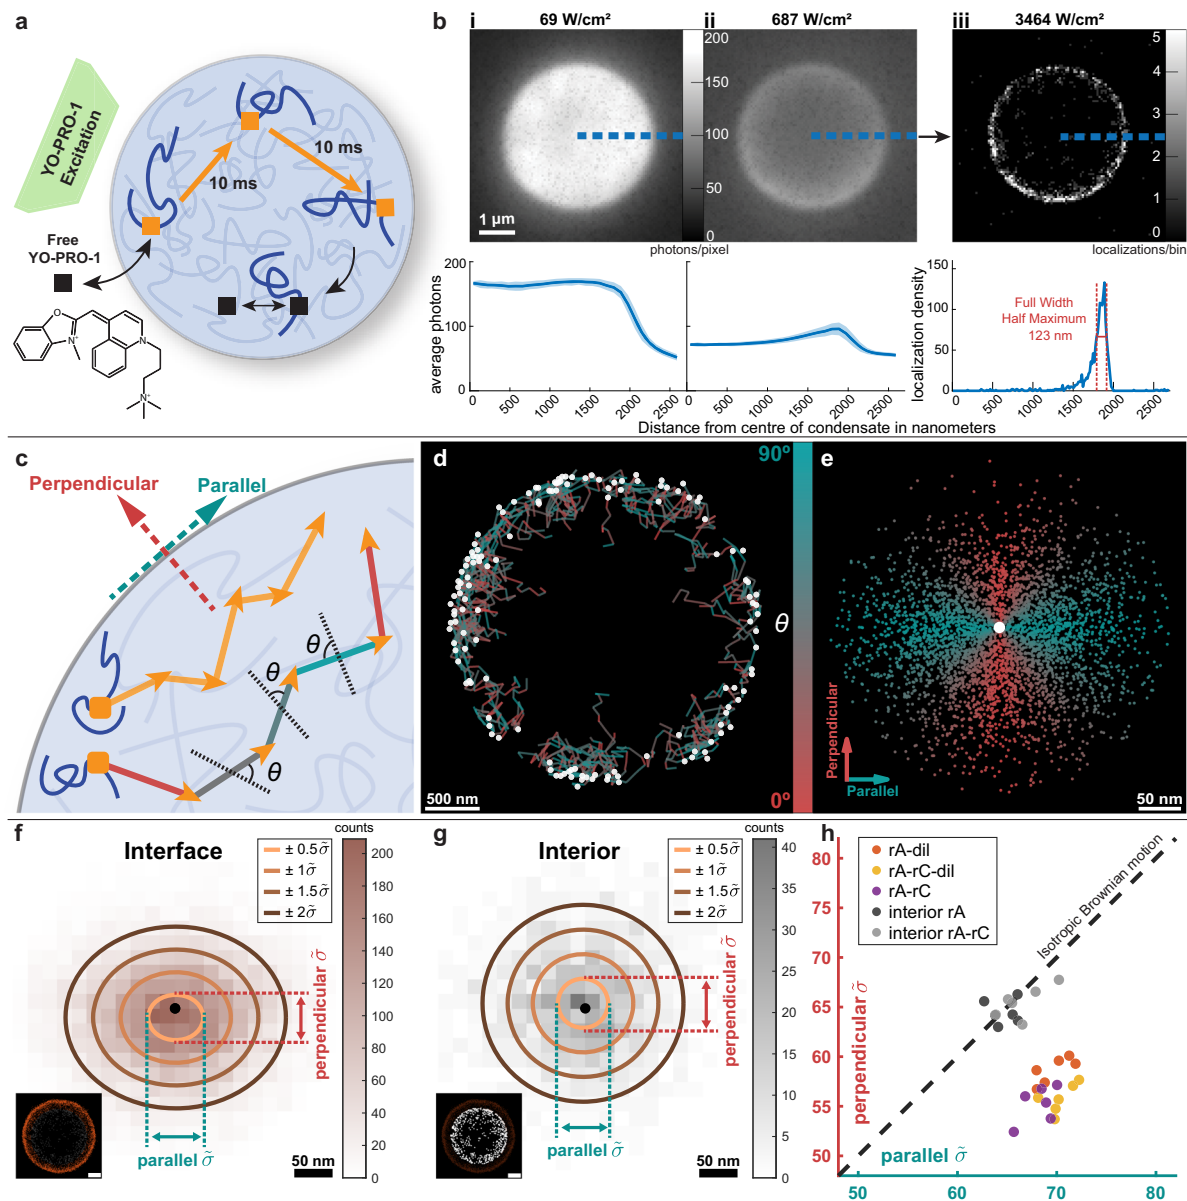 a
YO-PRO-1
Excitation
10 ms
10 ms
Free
YO-PRO-1
O
N+
N
N+
b
i
69 W/cm²
ii
687 W/cm²
iii
3464 W/cm²
200
150
100
50
0
1 µm
photons/pixel
5
4
3
2
1
0
localizations/bin
average photons
200
100
0
0
500
1000
1500
2000
2500
0
500
1000
1500
2000
2500
localization density
150
100
50
0
Full Width
Half Maximum
123 nm
0
500
1000
1500
2000
2500
Distance from centre of condensate in nanometers
c
Perpendicular
Parallel
θ
θ
θ
d
90º
θ
0º
500 nm
e
Perpendicular
Parallel
50 nm
f
Interface
± 0.5σ̃
± 1σ̃
± 1.5σ̃
± 2σ̃
counts
200
180
160
140
120
100
80
60
40
20
0
perpendicular σ̃
parallel σ̃
50 nm
g
Interior
± 0.5σ̃
± 1σ̃
± 1.5σ̃
± 2σ̃
counts
40
35
30
25
20
15
10
5
0
perpendicular σ̃
parallel σ̃
50 nm
h
80
75
70
65
60
55
50
perpendicular σ̃
rA-dil
rA-rC-dil
rA-rC
interior rA
interior rA-rC
Isotropic Brownian motion
parallel σ̃
50
60
70
80